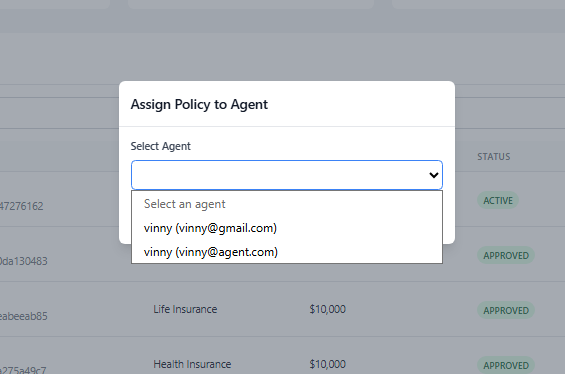 Assign Policy to Agent
Select Agent
STATUS
Select an agent
47276162
ACTIVE
vinny (vinny@gmail.com)
vinny (vinny@agent.com)
0da130483
APPROVED
eabeeab85
Life Insurance
$10,000
APPROVED
a275a49c7
Health Insurance
$10,000
APPROVED